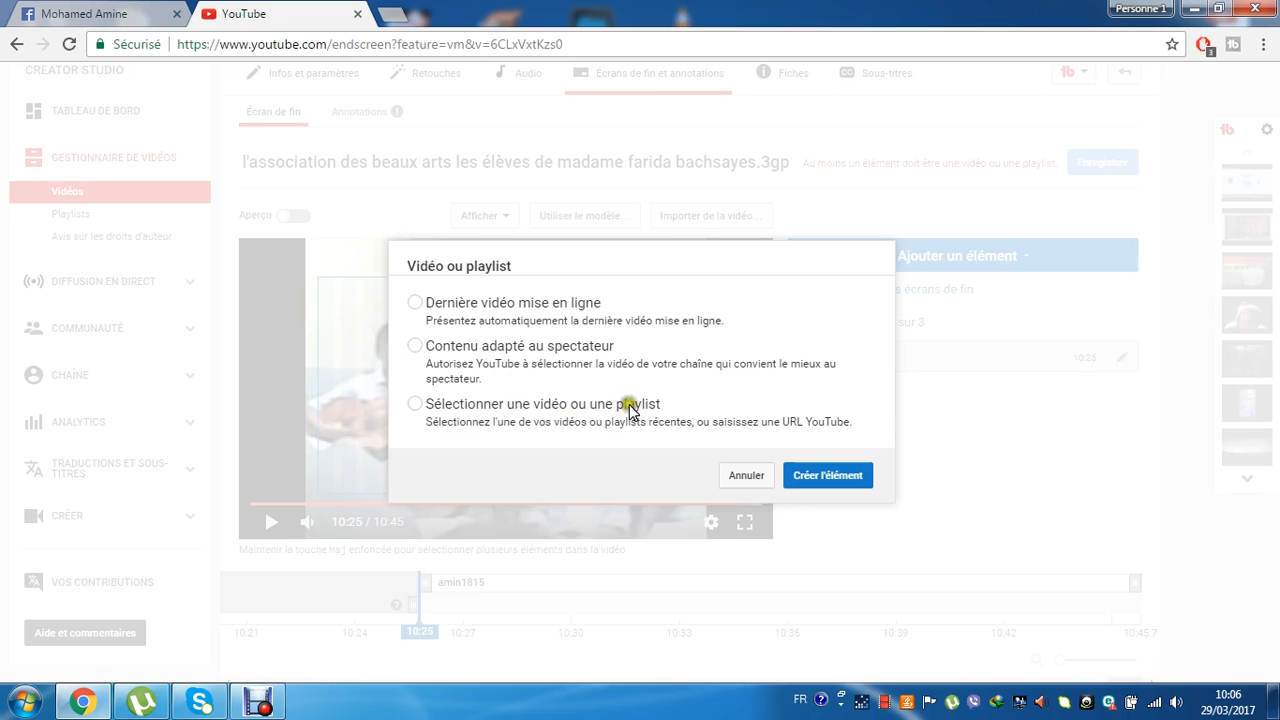 Mohamed Amine
YouTube
Personne 1
Sécurisé
https://www.youtube.com/endscreen?feature=vm&v=6CLxVxtKzs0
3
CREATOR STUDIO
Infos et paramètres
Retouches
Audio
Écrans de fin et annotations
Fiches
Sous-titres
TABLEAU DE BORD
Écran de fin
Annotations
GESTIONNAIRE DE VIDÉOS
l'association des beaux arts les élèves de madame farida bachsayes.3gp
Au moins un élément doit être une vidéo ou une playlist.
Enregistrer
Vidéos
Playlists
Avis sur les droits d'auteur
Aperçu
Afficher
Utiliser le modèle...
Importer de la vidéo...
Vidéo ou playlist
Ajouter un élément
DIFFUSION EN DIRECT
écrans de fin
Dernière vidéo mise en ligne
Présentez automatiquement la dernière vidéo mise en ligne.
sur 3
COMMUNAUTÉ
Contenu adapté au spectateur
Autorisez YouTube à sélectionner la vidéo de votre chaîne qui convient le mieux au
spectateur.
10:25
CHAÎNE
Sélectionner une vidéo ou une playlist
Sélectionnez l'une de vos vidéos ou playlists récentes, ou saisissez une URL YouTube.
ANALYTICS
TRADUCTIONS ET SOUS-
TITRES
Annuler
Créer l'élément
CRÉER
10:25 / 10:45
Maintenir la touche Maj enfoncée pour sélectionner plusieurs éléments dans la vidéo
VOS CONTRIBUTIONS
amin1815
Aide et commentaires
10:21
10:24
10:25
10:27
10:30
10:33
10:36
10:39
10:42
10:45.7
FR
10:06
29/03/2017